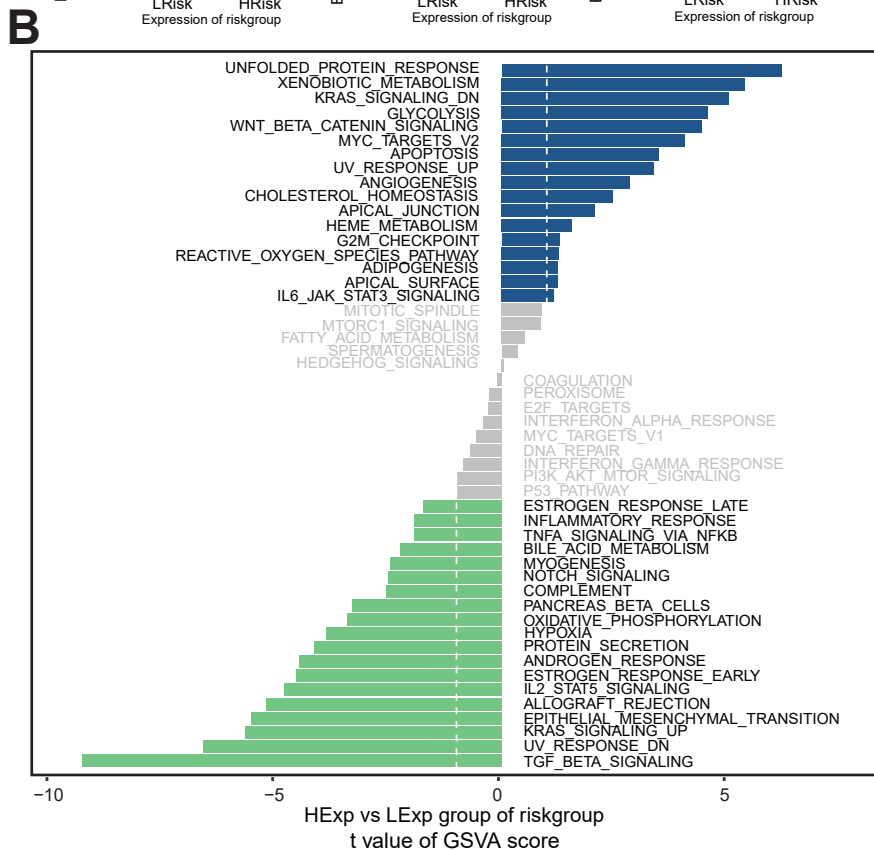 LRisk HRisk LRisk HRisk LRisk HRisk
Expression of riskgroup Expression of riskgroup Expression of riskgroup
B
UNFOLDED_PROTEIN_RESPONSE
XENOBIOTIC_METABOLISM
KRAS_SIGNALING_DN
GLYCOLYSIS
WNT_BETA_CATENIN_SIGNALING
MYC_TARGETS_V2
APOPTOSIS
UV_RESPONSE_UP
ANGIOGENESIS
CHOLESTEROL_HOMEOSTASIS
APICAL_JUNCTION
HEME_METABOLISM
G2M_CHECKPOINT
REACTIVE_OXYGEN_SPECIES_PATHWAY
ADIPOGENESIS
APICAL_SURFACE
IL6_JAK_STAT3_SIGNALING
MITOTIC_SPINDLE
MTORC1_SIGNALING
FATTY_ACID_METABOLISM
SPERMATOGENESIS
HEDGEHOG_SIGNALING
COAGULATION
PEROXISOME
E2F_TARGETS
INTERFERON_ALPHA_RESPONSE
MYC_TARGETS_V1
DNA_REPAIR
INTERFERON_GAMMA_RESPONSE
PI3K_AKT_MTOR_SIGNALING
P53_PATHWAY
ESTROGEN_RESPONSE_LATE
INFLAMMATORY_RESPONSE
TNFA_SIGNALING_VIA_NFKB
BILE_ACID_METABOLISM
MYOGENESIS
NOTCH_SIGNALING
COMPLEMENT
PANCREAS_BETA_CELLS
OXIDATIVE_PHOSPHORYLATION
HYPOXIA
PROTEIN_SECRETION
ANDROGEN_RESPONSE
ESTROGEN_RESPONSE_EARLY
IL2_STAT5_SIGNALING
ALLOGRAFT_REJECTION
EPITHELIAL_MESENCHYMAL_TRANSITION
KRAS_SIGNALING_UP
UV_RESPONSE_DN
TGF_BETA_SIGNALING
−10 −5 0 5
HExp vs LExp group of riskgroup
t value of GSVA score